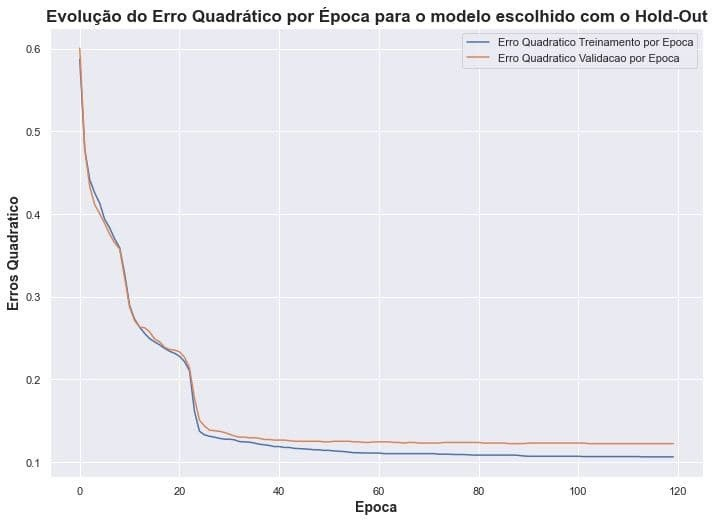 Evolução do Erro Quadrático por Época para o modelo escolhido com o Hold-Out
Erro Quadratico Treinamento por Epoca
Erro Quadratico Validacao por Epoca
0.6
0.5
0.4
0.3
0.2
0.1
Erros Quadratico
0 20 40 60 80 100 120
Epoca